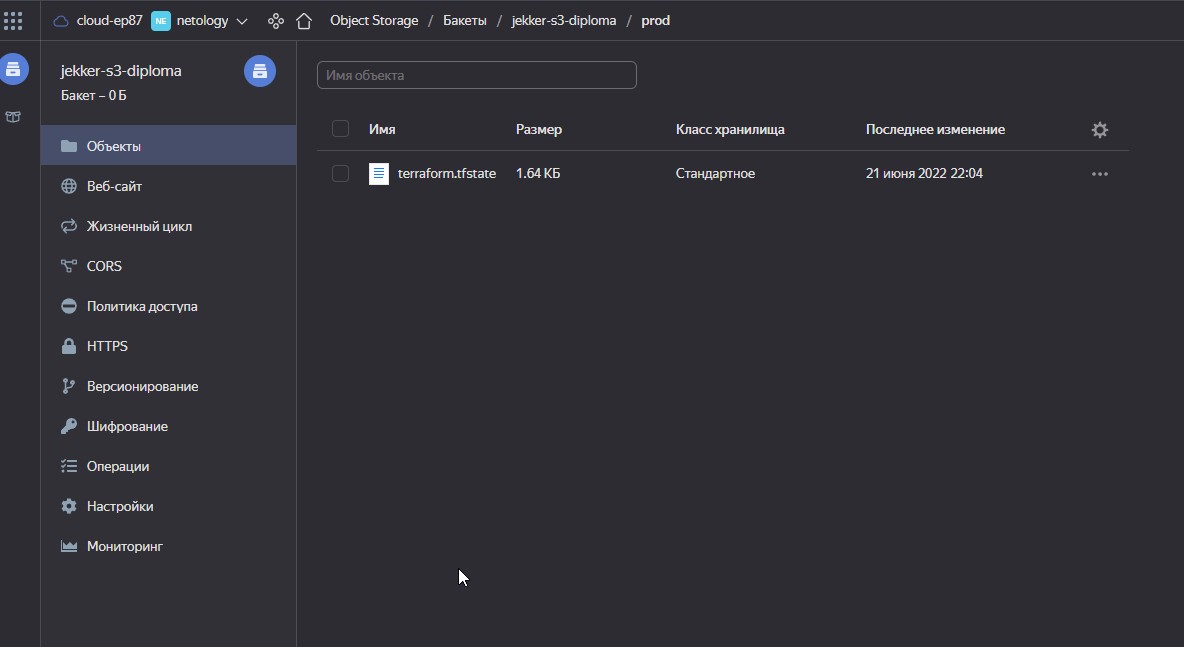 cloud-ep87 NE netology Object Storage / Бакеты / jekker-s3-diploma / prod
jekker-s3-diploma
Бакет – 0 Б
Объекты
Веб-сайт
Жизненный цикл
CORS
Политика доступа
HTTPS
Версионирование
Шифрование
Операции
Настройки
Мониторинг
Имя объекта
Имя Размер Класс хранилища Последнее изменение
terraform.tfstate 1.64 КБ Стандартное 21 июня 2022 22:04